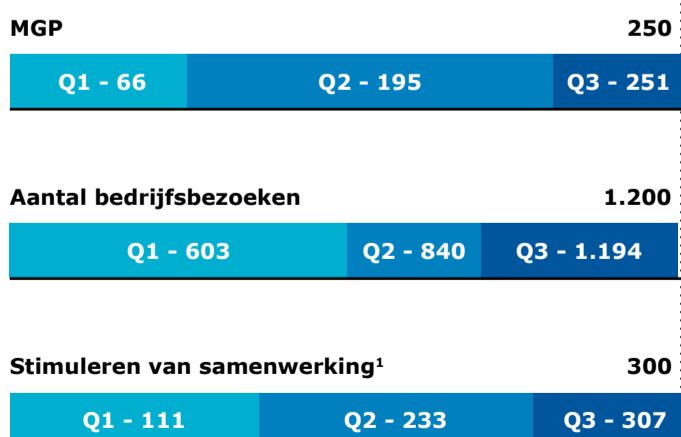 MGP 250
Q1 - 66 Q2 - 195 Q3 - 251
Aantal bedrijfsbezoeken 1.200
Q1 - 603 Q2 - 840 Q3 - 1.194
Stimuleren van samenwerking¹ 300
Q1 - 111 Q2 - 233 Q3 - 307